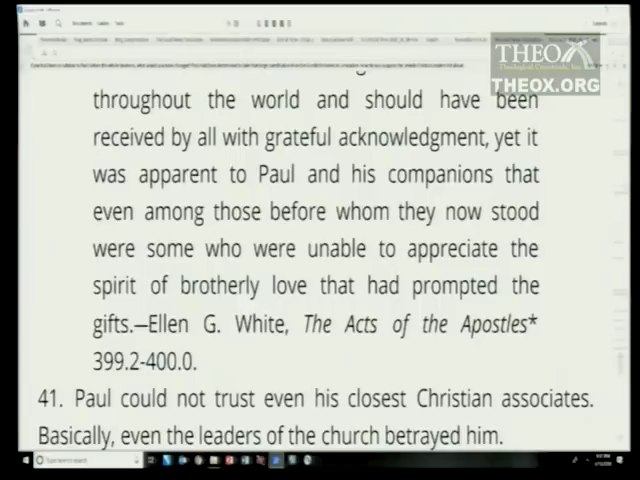 THEOX
THEOX.ORG
throughout the world and should have been
received by all with grateful acknowledgment, yet it
was apparent to Paul and his companions that
even among those before whom they now stood
were some who were unable to appreciate the
spirit of brotherly love that had prompted the
gifts.—Ellen G. White, The Acts of the Apostles*
399.2-400.0.
41. Paul could not trust even his closest Christian associates.
Basically, even the leaders of the church betrayed him.